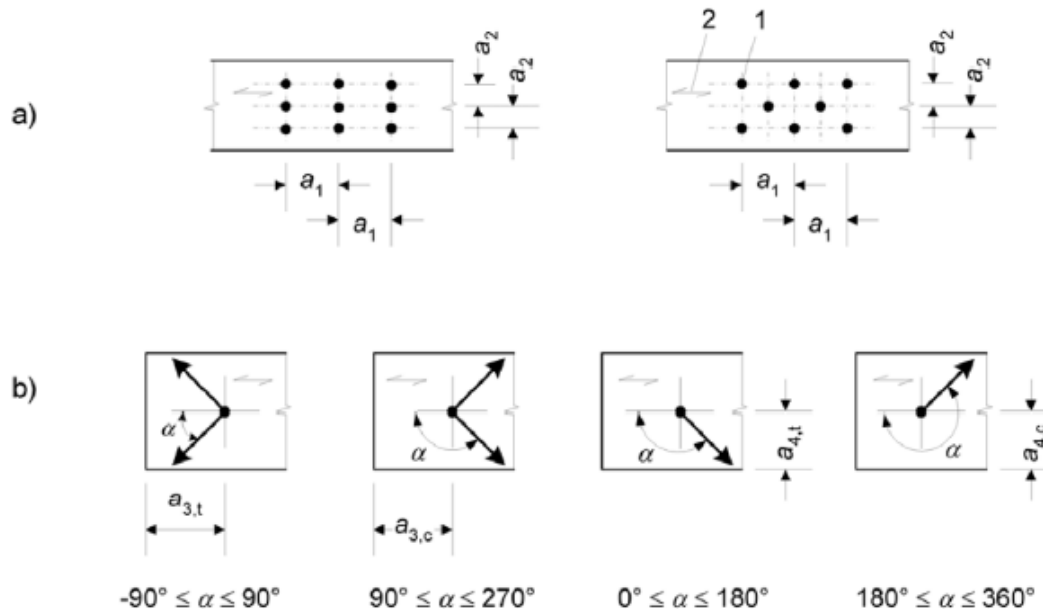 a)
a₂
a₂
a₁
a₁
2
1
a₂
a₂
a₁
a₁
b)
α
a₃,t
-90° ≤ α ≤ 90°
α
a₃,c
90° ≤ α ≤ 270°
α
a₄,t
0° ≤ α ≤ 180°
α
a₄,c
180° ≤ α ≤ 360°